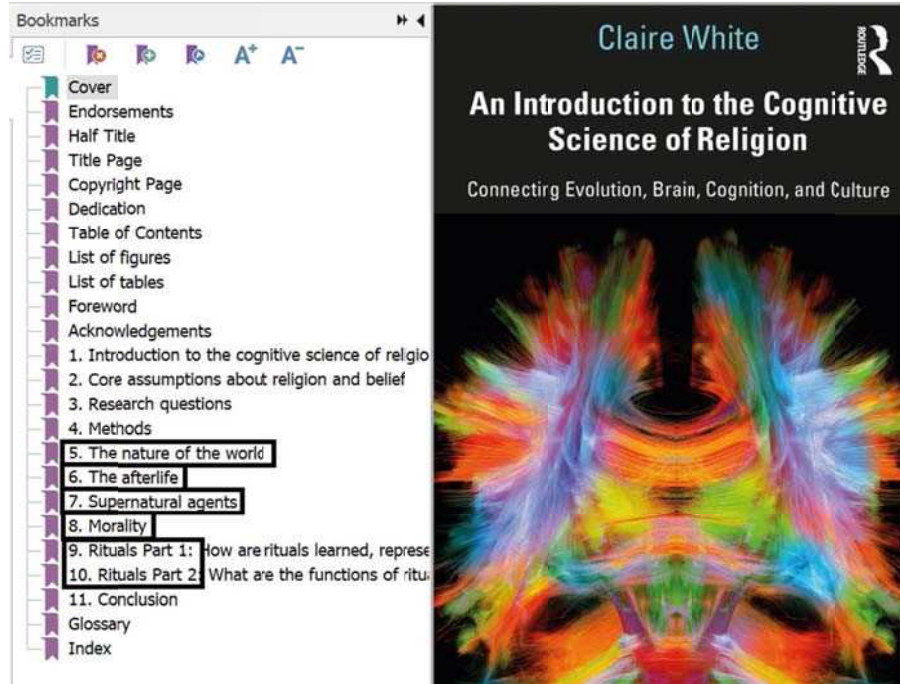 Bookmarks
A+ A-
Cover
Endorsements
Half Title
Title Page
Copyright Page
Dedication
Table of Contents
List of figures
List of tables
Foreword
Acknowledgements
1. Introduction to the cognitive science of religio
2. Core assumptions about religion and belief
3. Research questions
4. Methods
5. The nature of the world
6. The afterlife
7. Supernatural agents
8. Morality
9. Rituals Part 1: How are rituals learned, represe
10. Rituals Part 2: What are the functions of ritu
11. Conclusion
Glossary
Index
Claire White
ROUTLEDGE
An Introduction to the Cognitive
Science of Religion
Connecting Evolution, Brain, Cognition, and Culture